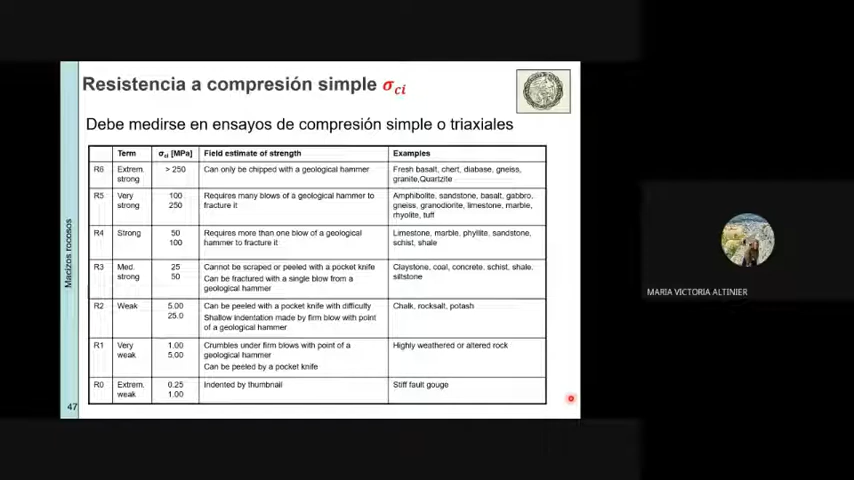 Resistencia a compresión simple σci
Debe medirse en ensayos de compresión simple o triaxiales
Term σci [MPa] Field estimate of strength Examples
R6 Extrem. strong > 250 Can only be chipped with a geological hammer Fresh basalt, chert, diabase, gneiss, granite,Quartzite
R5 Very strong 100 250 Requires many blows of a geological hammer to fracture it Amphibolite, sandstone, basalt, gabbro, gneiss, granodiorite, limestone, marble, rhyolite, tuff
R4 Strong 50 100 Requires more than one blow of a geological hammer to fracture it Limestone, marble, phyllite, sandstone, schist, shale
R3 Med. strong 25 50 Cannot be scraped or peeled with a pocket knife Can be fractured with a single blow from a geological hammer Claystone, coal, concrete, schist, shale, siltstone
R2 Weak 5.00 25.0 Can be peeled with a pocket knife with difficulty Shallow indentation made by firm blow with point of a geological hammer Chalk, rocksalt, potash
R1 Very weak 1.00 5.00 Crumbles under firm blows with point of a geological hammer Can be peeled by a pocket knife Highly weathered or altered rock
R0 Extrem. weak 0.25 1.00 Indented by thumbnail Stiff fault gouge
Macizos rocosos
47
MARIA VICTORIA ALTINIER